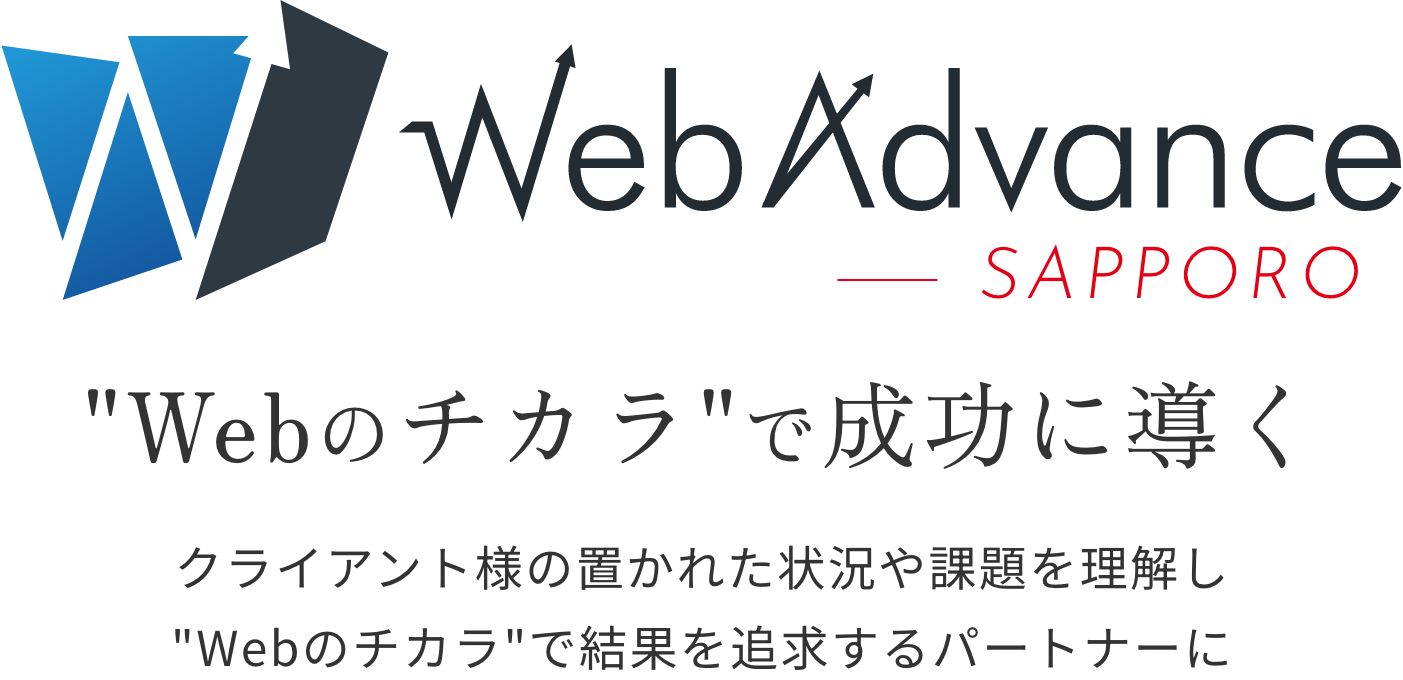 WebAdvance
SAPPORO
"Webのチカラ"で成功に導く
クライアント様の置かれた状況や課題を理解し
"Webのチカラ"で結果を追求するパートナーに